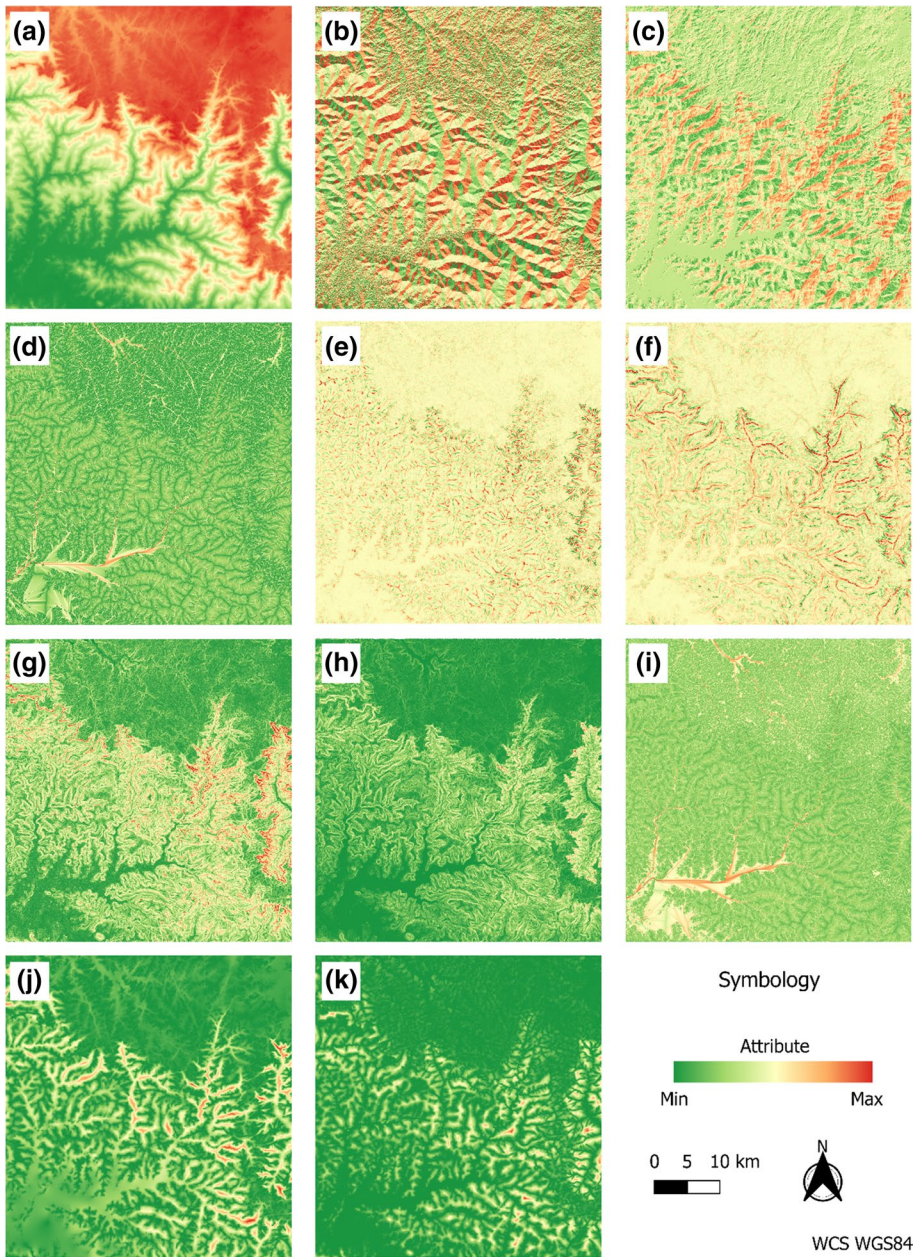 (a) (b) (c)
(d) (e) (f)
(g) (h) (i)
(j) (k)
Symbology
Attribute
Min Max
0 5 10 km
N
WCS WGS84